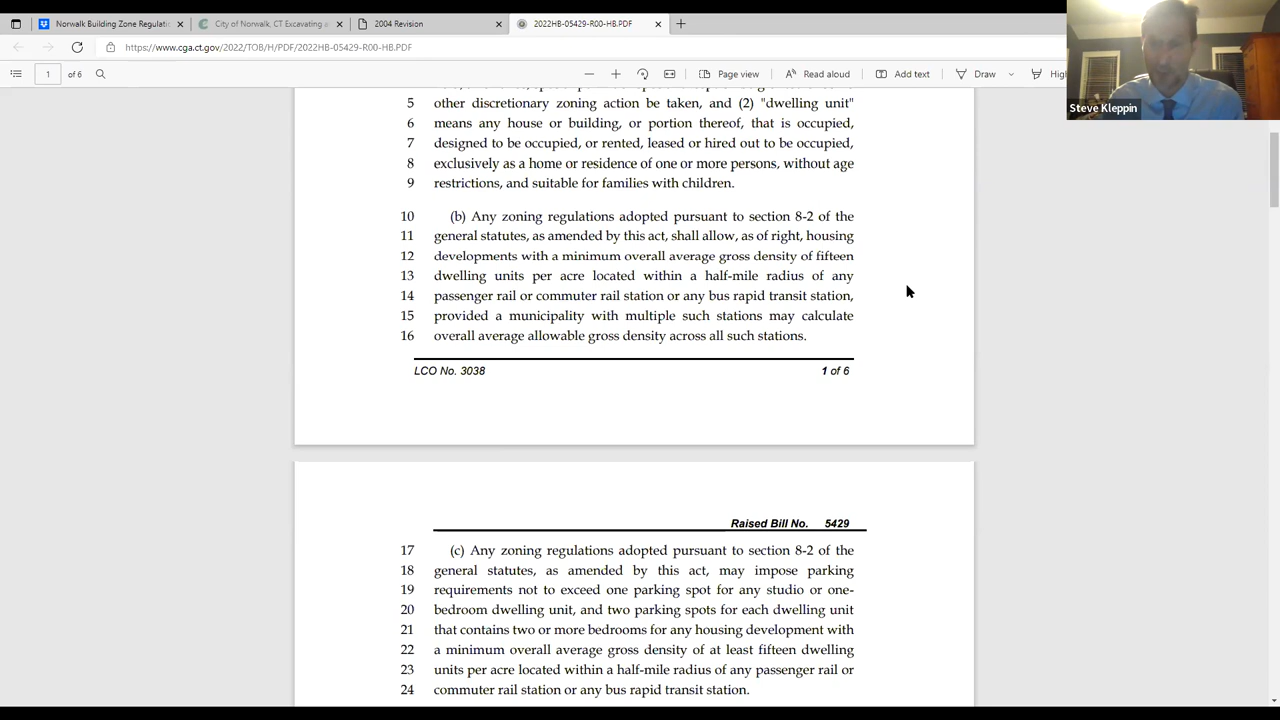 Norwalk Building Zone Regulati
City of Norwalk, CT Excavating a
2004 Revision
2022HB-05429-R00-HB.PDF
https://www.cga.ct.gov/2022/TOB/H/PDF/2022HB-05429-R00-HB.PDF
1 of 6
Page view
Read aloud
Add text
Draw
High
Steve Kleppin
5 other discretionary zoning action be taken, and (2) "dwelling unit"
6 means any house or building, or portion thereof, that is occupied,
7 designed to be occupied, or rented, leased or hired out to be occupied,
8 exclusively as a home or residence of one or more persons, without age
9 restrictions, and suitable for families with children.
10 (b) Any zoning regulations adopted pursuant to section 8-2 of the
11 general statutes, as amended by this act, shall allow, as of right, housing
12 developments with a minimum overall average gross density of fifteen
13 dwelling units per acre located within a half-mile radius of any
14 passenger rail or commuter rail station or any bus rapid transit station,
15 provided a municipality with multiple such stations may calculate
16 overall average allowable gross density across all such stations.
LCO No. 3038 1 of 6
Raised Bill No. 5429
17 (c) Any zoning regulations adopted pursuant to section 8-2 of the
18 general statutes, as amended by this act, may impose parking
19 requirements not to exceed one parking spot for any studio or one-
20 bedroom dwelling unit, and two parking spots for each dwelling unit
21 that contains two or more bedrooms for any housing development with
22 a minimum overall average gross density of at least fifteen dwelling
23 units per acre located within a half-mile radius of any passenger rail or
24 commuter rail station or any bus rapid transit station.